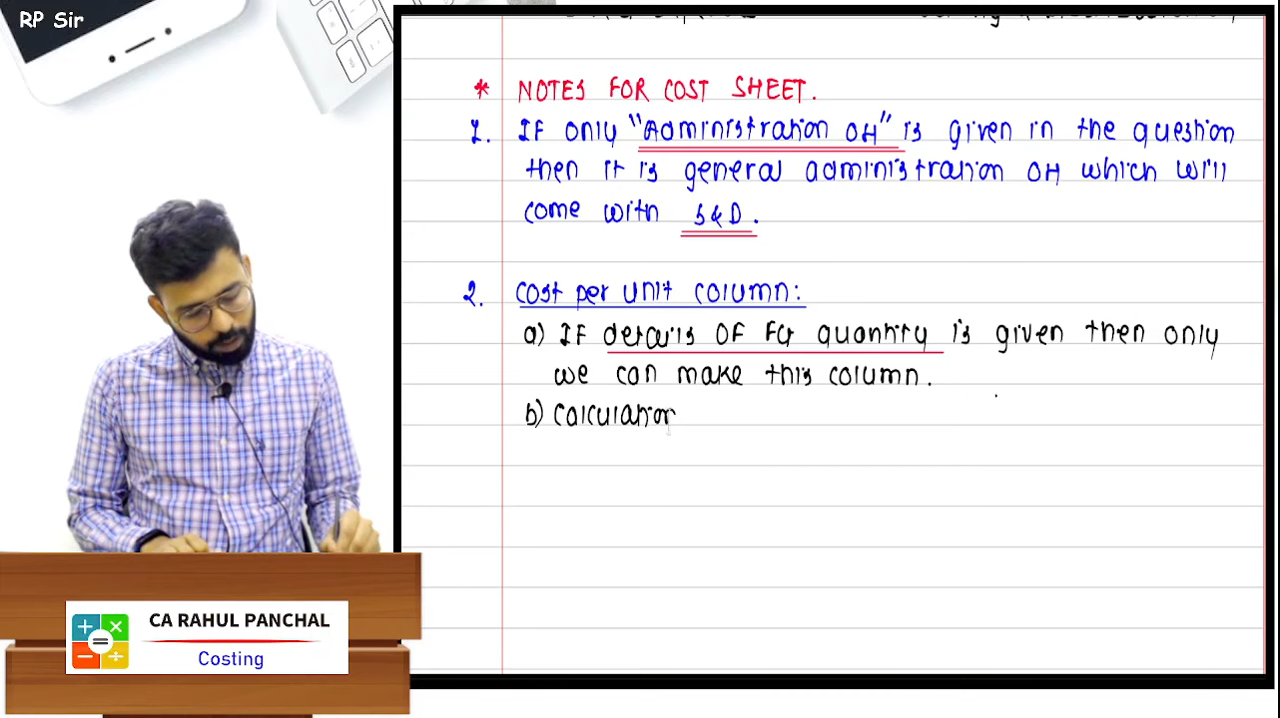 RP Sir
* NOTES FOR COST SHEET.
1. If only "Administration OH" is given in the question
then it is general administration OH which will
come with S&D.
2. Cost per unit column:
a) If details of FG quantity is given then only
we can make this column.
b) Calculation
CA RAHUL PANCHAL
Costing